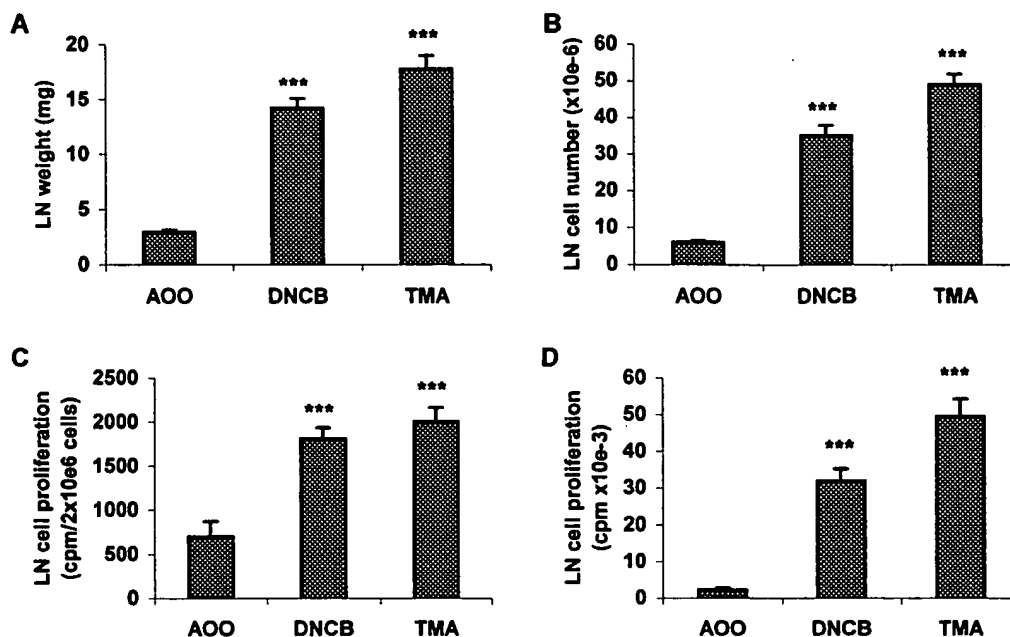 A
LN weight (mg)
20
15
10
5
0
***
***
AOO DNCB TMA
B
LN cell number (x10e-6)
60
50
40
30
20
10
0
***
***
AOO DNCB TMA
C
LN cell proliferation
(cpm/2x10e6 cells)
2500
2000
1500
1000
500
0
***
***
AOO DNCB TMA
D
LN cell proliferation
(cpm x10e-3)
60
50
40
30
20
10
0
***
***
AOO DNCB TMA